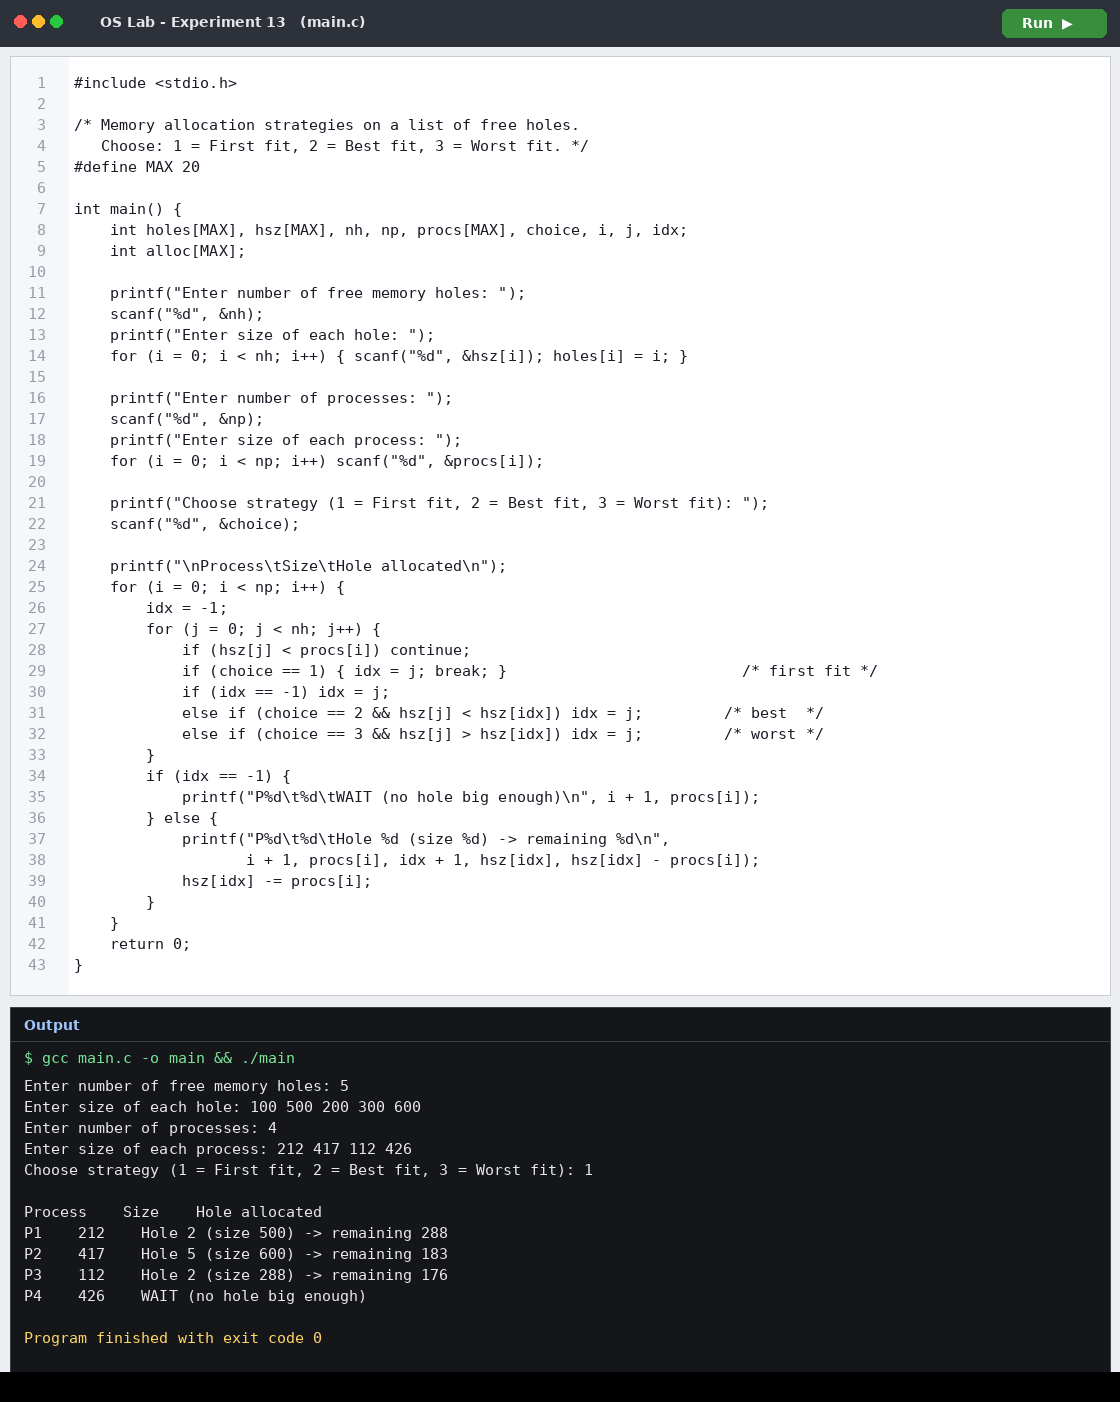 OS Lab - Experiment 13   (main.c)
Run ▶
1 #include <stdio.h>
2
3 /* Memory allocation strategies on a list of free holes.
4    Choose: 1 = First fit, 2 = Best fit, 3 = Worst fit. */
5 #define MAX 20
6
7 int main() {
8     int holes[MAX], hsz[MAX], nh, np, procs[MAX], choice, i, j, idx;
9     int alloc[MAX];
10
11     printf("Enter number of free memory holes: ");
12     scanf("%d", &nh);
13     printf("Enter size of each hole: ");
14     for (i = 0; i < nh; i++) { scanf("%d", &hsz[i]); holes[i] = i; }
15
16     printf("Enter number of processes: ");
17     scanf("%d", &np);
18     printf("Enter size of each process: ");
19     for (i = 0; i < np; i++) scanf("%d", &procs[i]);
20
21     printf("Choose strategy (1 = First fit, 2 = Best fit, 3 = Worst fit): ");
22     scanf("%d", &choice);
23
24     printf("\nProcess\tSize\tHole allocated\n");
25     for (i = 0; i < np; i++) {
26         idx = -1;
27         for (j = 0; j < nh; j++) {
28             if (hsz[j] < procs[i]) continue;
29             if (choice == 1) { idx = j; break; }                          /* first fit */
30             if (idx == -1) idx = j;
31             else if (choice == 2 && hsz[j] < hsz[idx]) idx = j;         /* best  */
32             else if (choice == 3 && hsz[j] > hsz[idx]) idx = j;         /* worst */
33         }
34         if (idx == -1) {
35             printf("P%d\t%d\tWAIT (no hole big enough)\n", i + 1, procs[i]);
36         } else {
37             printf("P%d\t%d\tHole %d (size %d) -> remaining %d\n",
38                    i + 1, procs[i], idx + 1, hsz[idx], hsz[idx] - procs[i]);
39             hsz[idx] -= procs[i];
40         }
41     }
42     return 0;
43 }
Output
$ gcc main.c -o main && ./main
Enter number of free memory holes: 5
Enter size of each hole: 100 500 200 300 600
Enter number of processes: 4
Enter size of each process: 212 417 112 426
Choose strategy (1 = First fit, 2 = Best fit, 3 = Worst fit): 1
Process    Size    Hole allocated
P1    212    Hole 2 (size 500) -> remaining 288
P2    417    Hole 5 (size 600) -> remaining 183
P3    112    Hole 2 (size 288) -> remaining 176
P4    426    WAIT (no hole big enough)
Program finished with exit code 0